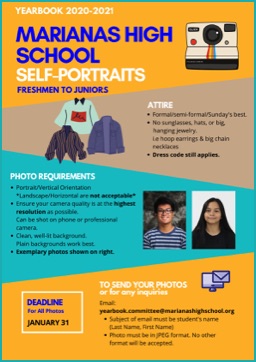 YEARBOOK 2020-2021
MARIANAS HIGH
SCHOOL
SELF-PORTRAITS
FRESHMEN TO JUNIORS
ATTIRE
• Formal/semi-formal/Sunday's best.
• No sunglasses, hats, or big,
hanging jewelry.
i.e hoop earrings & big chain
necklaces
• Dress code still applies.
PHOTO REQUIREMENTS
• Portrait/Vertical Orientation
*Landscape/Horizontal are not acceptable*
• Ensure your camera quality is at the highest
resolution as possible.
Can be shot on phone or professional
camera.
• Clean, well-lit background.
Plain backgrounds work best.
• Exemplary photos shown on right.
TO SEND YOUR PHOTOS
or for any inquiries
DEADLINE
For All Photos
JANUARY 31
Email:
yearbook.committee@marianashighschool.org
• Subject of email must be student's name
(Last Name, First Name)
• Photo must be in JPEG format. No other
format will be accepted.